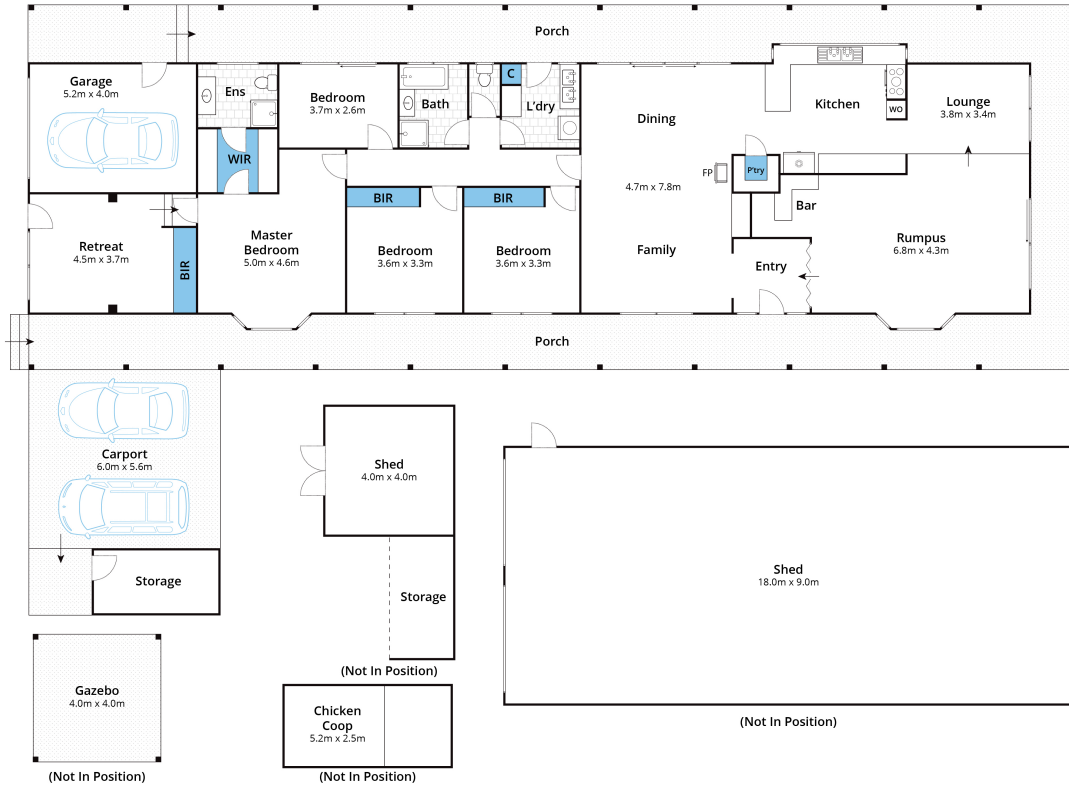 Porch
Garage
5.2m x 4.0m
Ens
Bedroom
3.7m x 2.6m
Bath
C
L'dry
Dining
Kitchen
WO
Lounge
3.8m x 3.4m
WIR
FP
P'try
4.7m x 7.8m
BIR
BIR
Bar
Retreat
4.5m x 3.7m
BIR
Master
Bedroom
5.0m x 4.6m
Bedroom
3.6m x 3.3m
Bedroom
3.6m x 3.3m
Family
Entry
Rumpus
6.8m x 4.3m
Porch
Carport
6.0m x 5.6m
Shed
4.0m x 4.0m
Storage
Storage
Shed
18.0m x 9.0m
(Not In Position)
Gazebo
4.0m x 4.0m
(Not In Position)
Chicken
Coop
5.2m x 2.5m
(Not In Position)
(Not In Position)